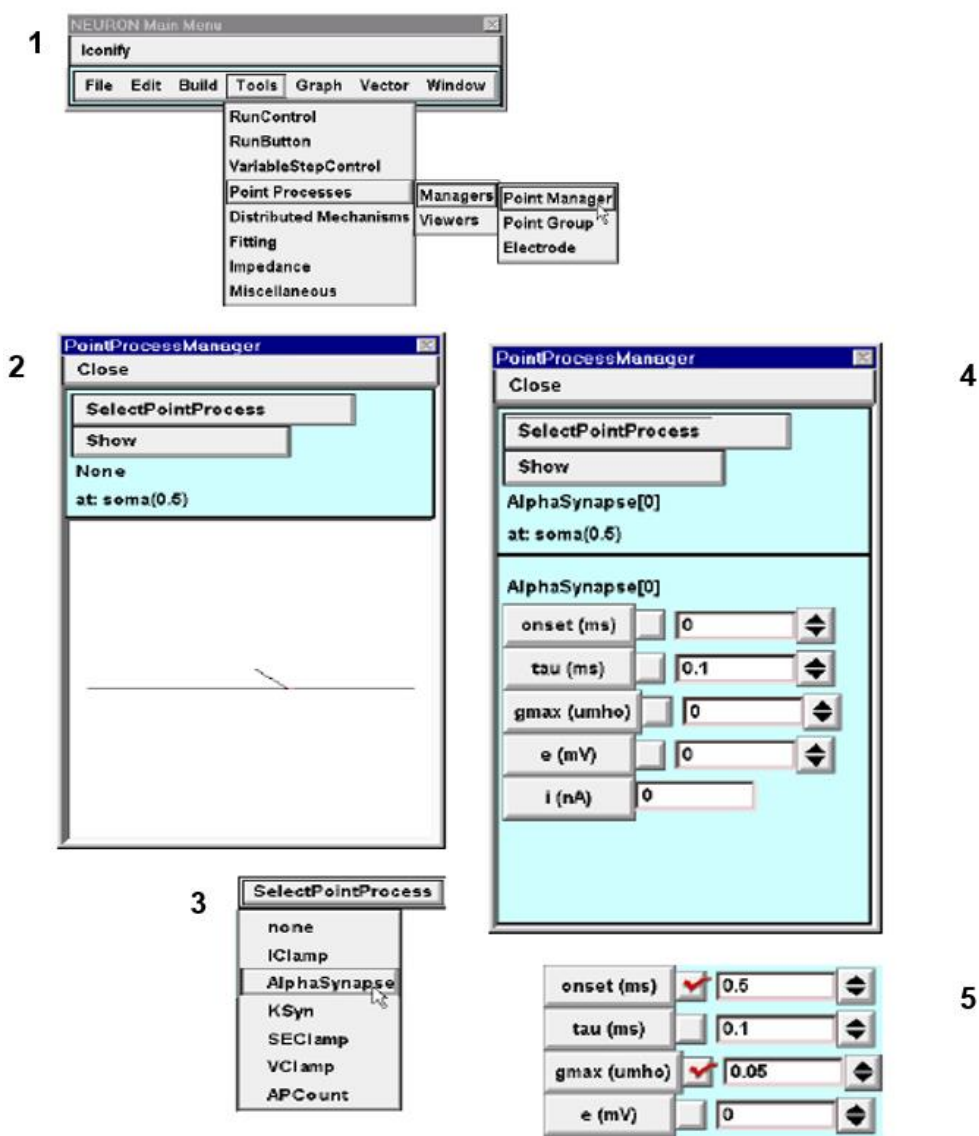 1
NEURON Main Menu
Iconify
File Edit Build Tools Graph Vector Window
RunControl
RunButton
VariableStepControl
Point Processes
Distributed Mechanisms
Fitting
Impedance
Miscellaneous
Managers
Viewers
Point Manager
Point Group
Electrode
2
PointProcessManager
Close
SelectPointProcess
Show
None
at: soma(0.5)
3
SelectPointProcess
none
IClamp
AlphaSynapse
KSyn
SEClamp
VClamp
APCount
4
PointProcessManager
Close
SelectPointProcess
Show
AlphaSynapse[0]
at: soma(0.5)
AlphaSynapse[0]
onset (ms) 0
tau (ms) 0.1
gmax (umho) 0
e (mV) 0
i (nA) 0
5
onset (ms) 0.5
tau (ms) 0.1
gmax (umho) 0.05
e (mV) 0